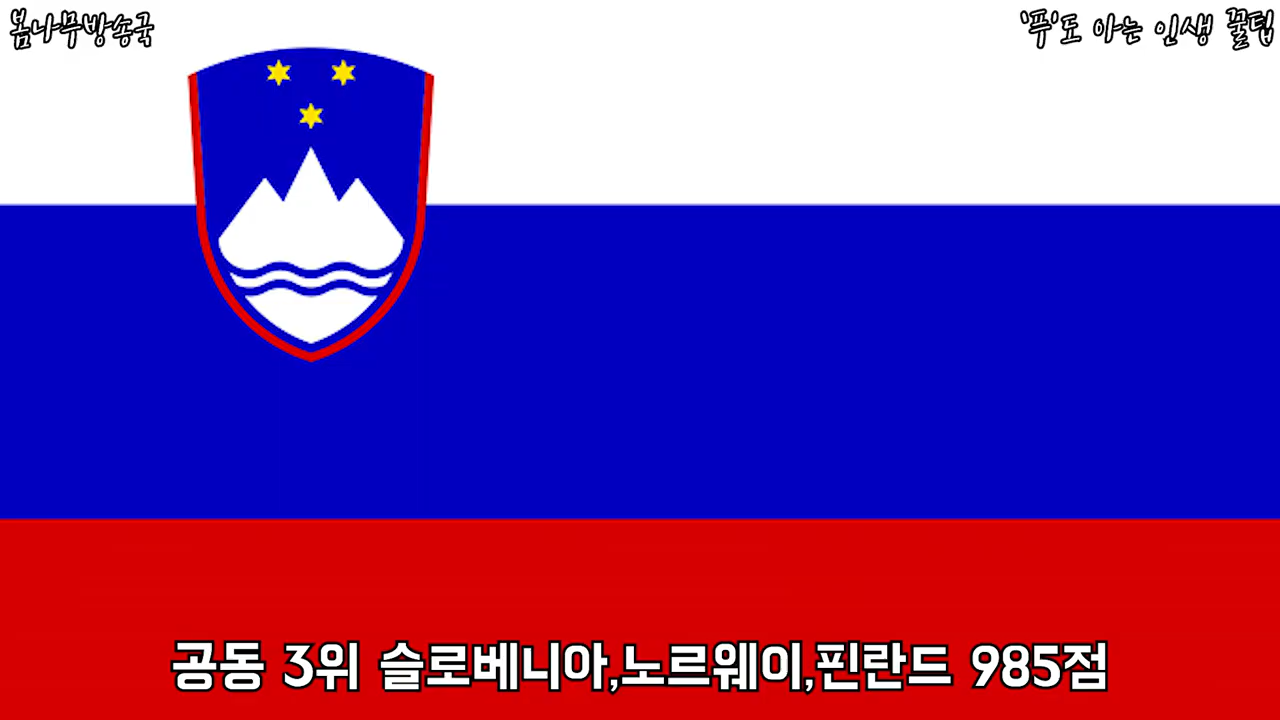 봄나무방송국
'푸'도 아는 인생 꿀팁
공동 3위 슬로베니아,노르웨이,핀란드 985점